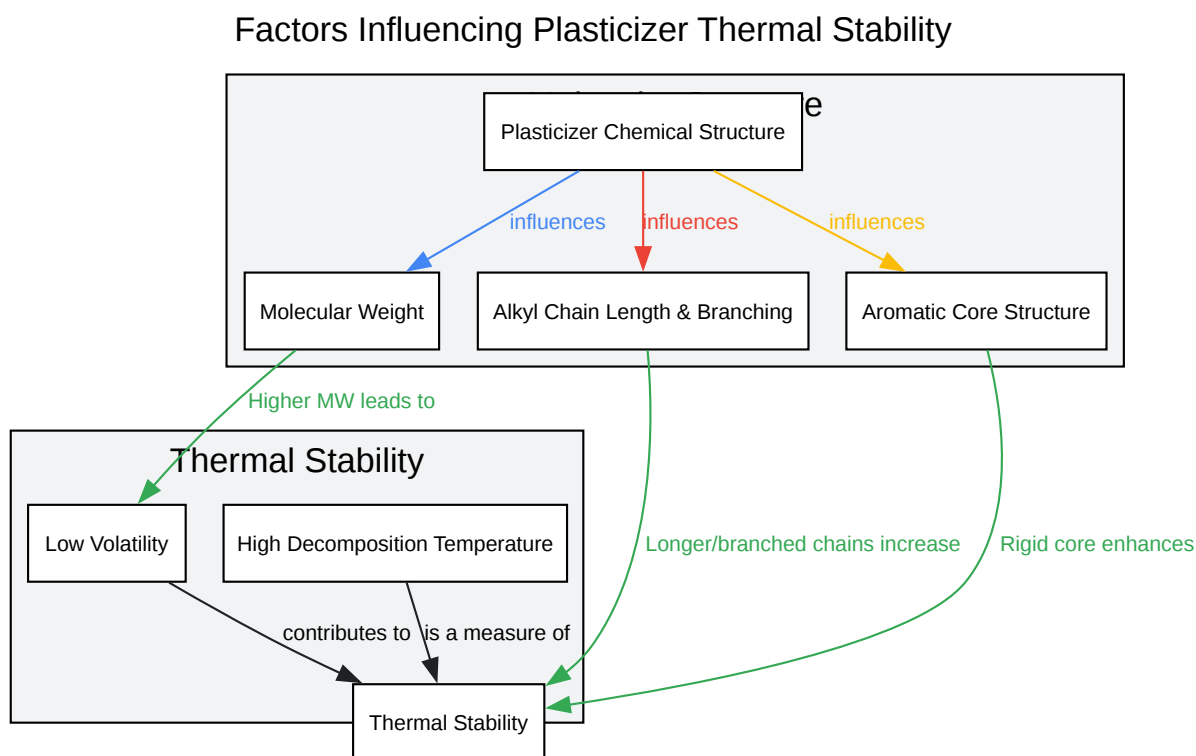 Factors Influencing Plasticizer Thermal Stability
Plasticizer Chemical Structure
influences
influences
influences
Molecular Weight
Alkyl Chain Length & Branching
Aromatic Core Structure
Higher MW leads to
Thermal Stability
Low Volatility
High Decomposition Temperature
Longer/branched chains increase
Rigid core enhances
contributes to
is a measure of
Thermal Stability